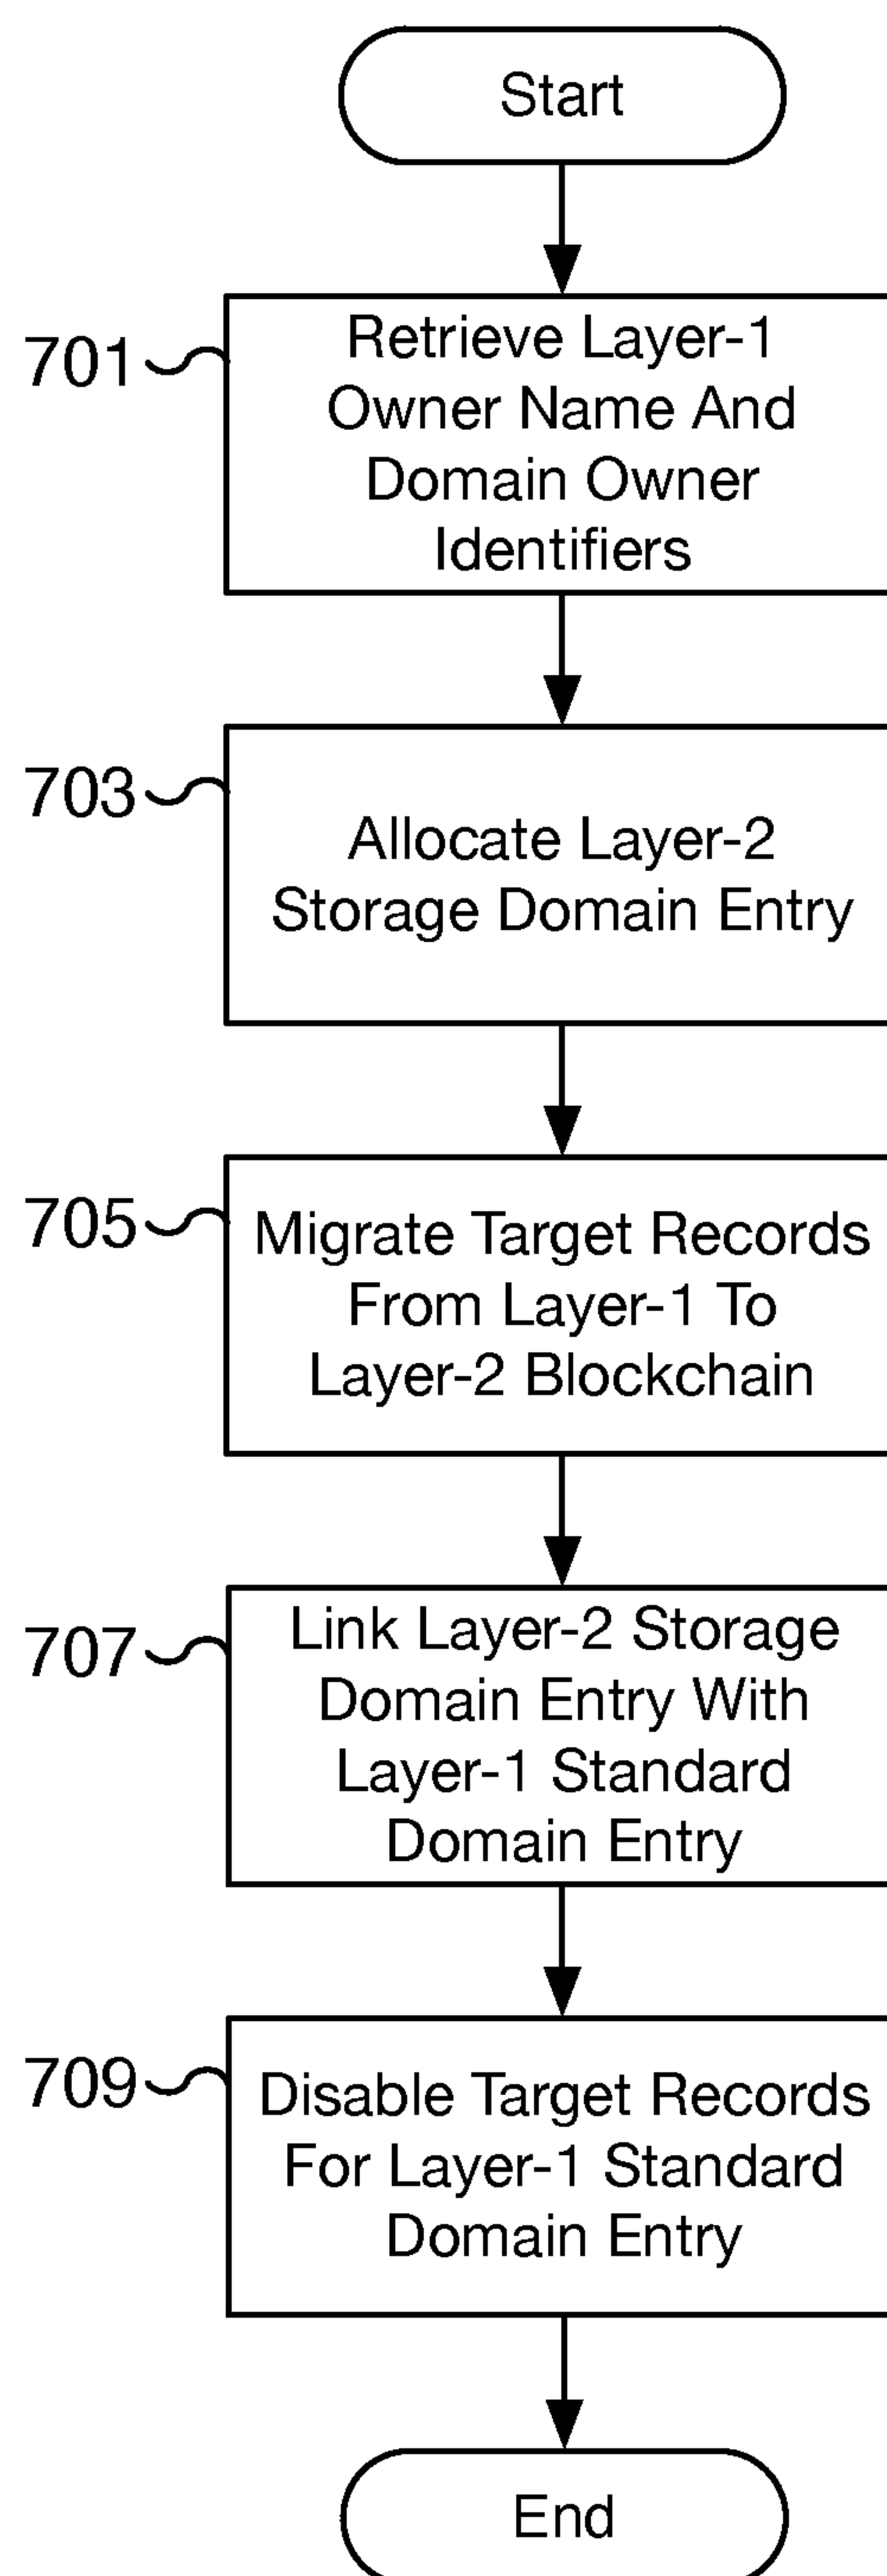 Start
701
Retrieve Layer-1
Owner Name And
Domain Owner
Identifiers
703
Allocate Layer-2
Storage Domain Entry
705
Migrate Target Records
From Layer-1 To
Layer-2 Blockchain
707
Link Layer-2 Storage
Domain Entry With
Layer-1 Standard
Domain Entry
709
Disable Target Records
For Layer-1 Standard
Domain Entry
End